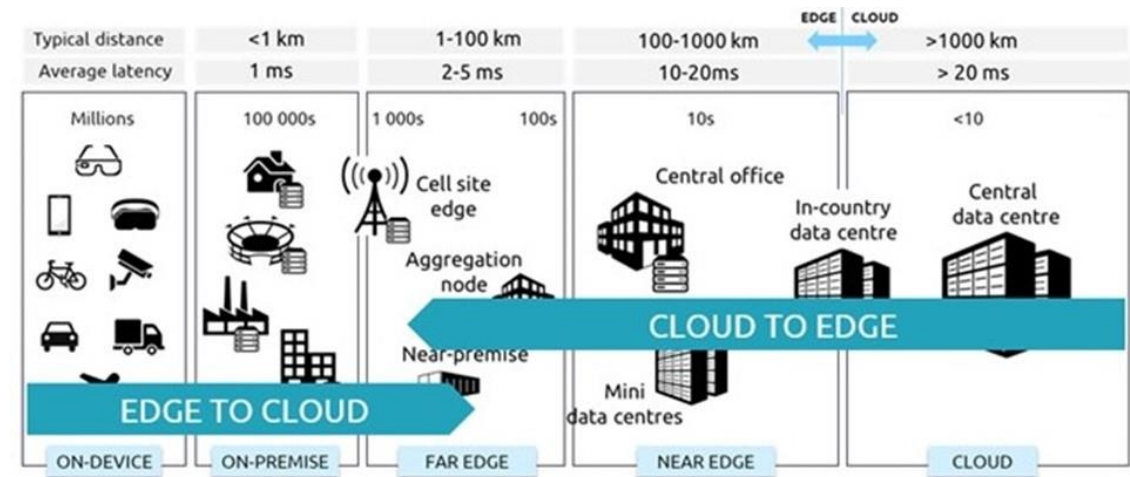 EDGE CLOUD
Typical distance <1 km 1-100 km 100-1000 km >1000 km
Average latency 1 ms 2-5 ms 10-20ms > 20 ms
Millions 100 000s 1 000s 100s 10s <10
Cell site
edge
Aggregation
node
Near-premise
Central office
In-country
data centre
Mini
data centres
Central
data centre
CLOUD TO EDGE
EDGE TO CLOUD
ON-DEVICE ON-PREMISE FAR EDGE NEAR EDGE CLOUD